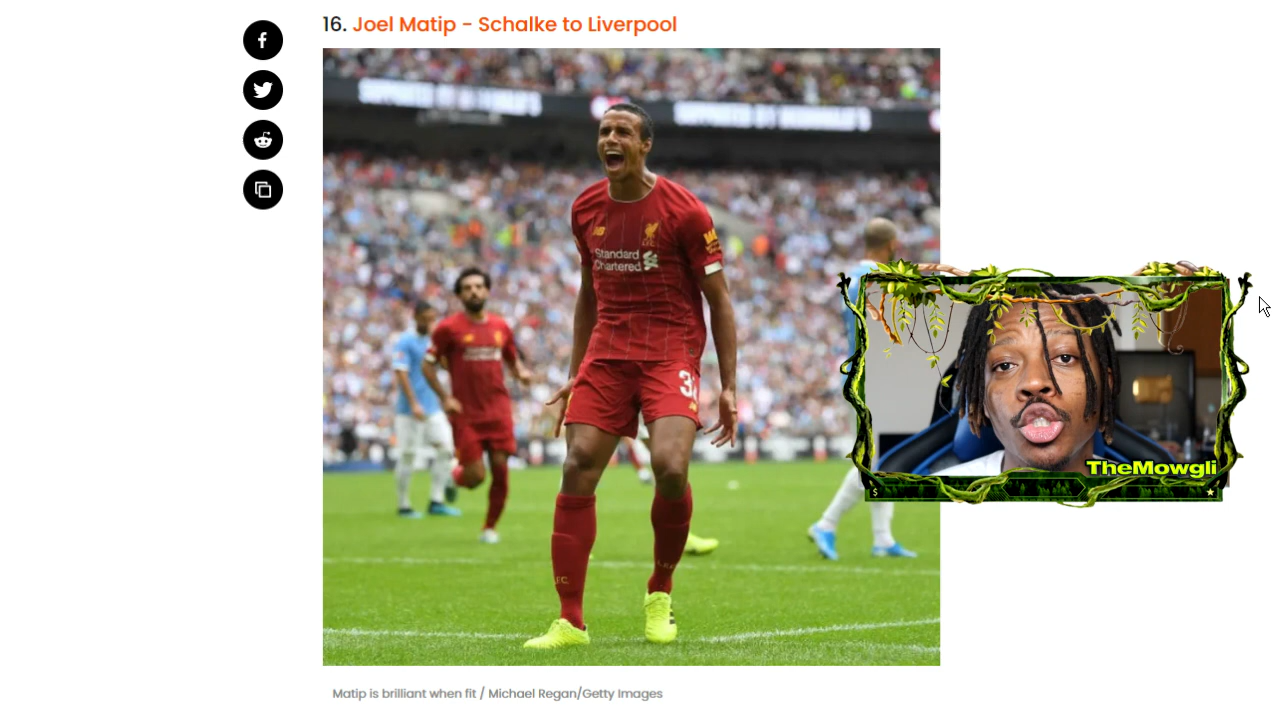 16. Joel Matip - Schalke to Liverpool
Standard
Chartered
TheMowgli
$
Matip is brilliant when fit / Michael Regan/Getty Images